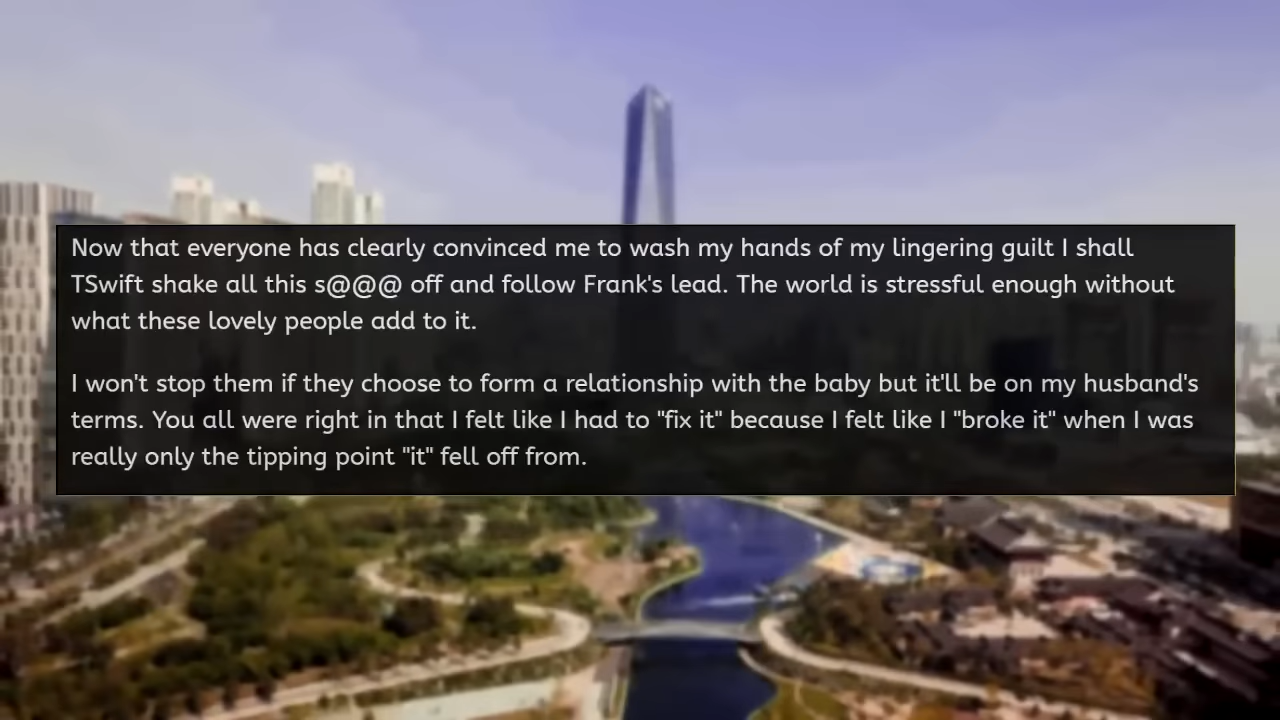 Now that everyone has clearly convinced me to wash my hands of my lingering guilt I shall
TSwift shake all this s@@@ off and follow Frank's lead. The world is stressful enough without
what these lovely people add to it.
I won't stop them if they choose to form a relationship with the baby but it'll be on my husband's
terms. You all were right in that I felt like I had to "fix it" because I felt like I "broke it" when I was
really only the tipping point "it" fell off from.